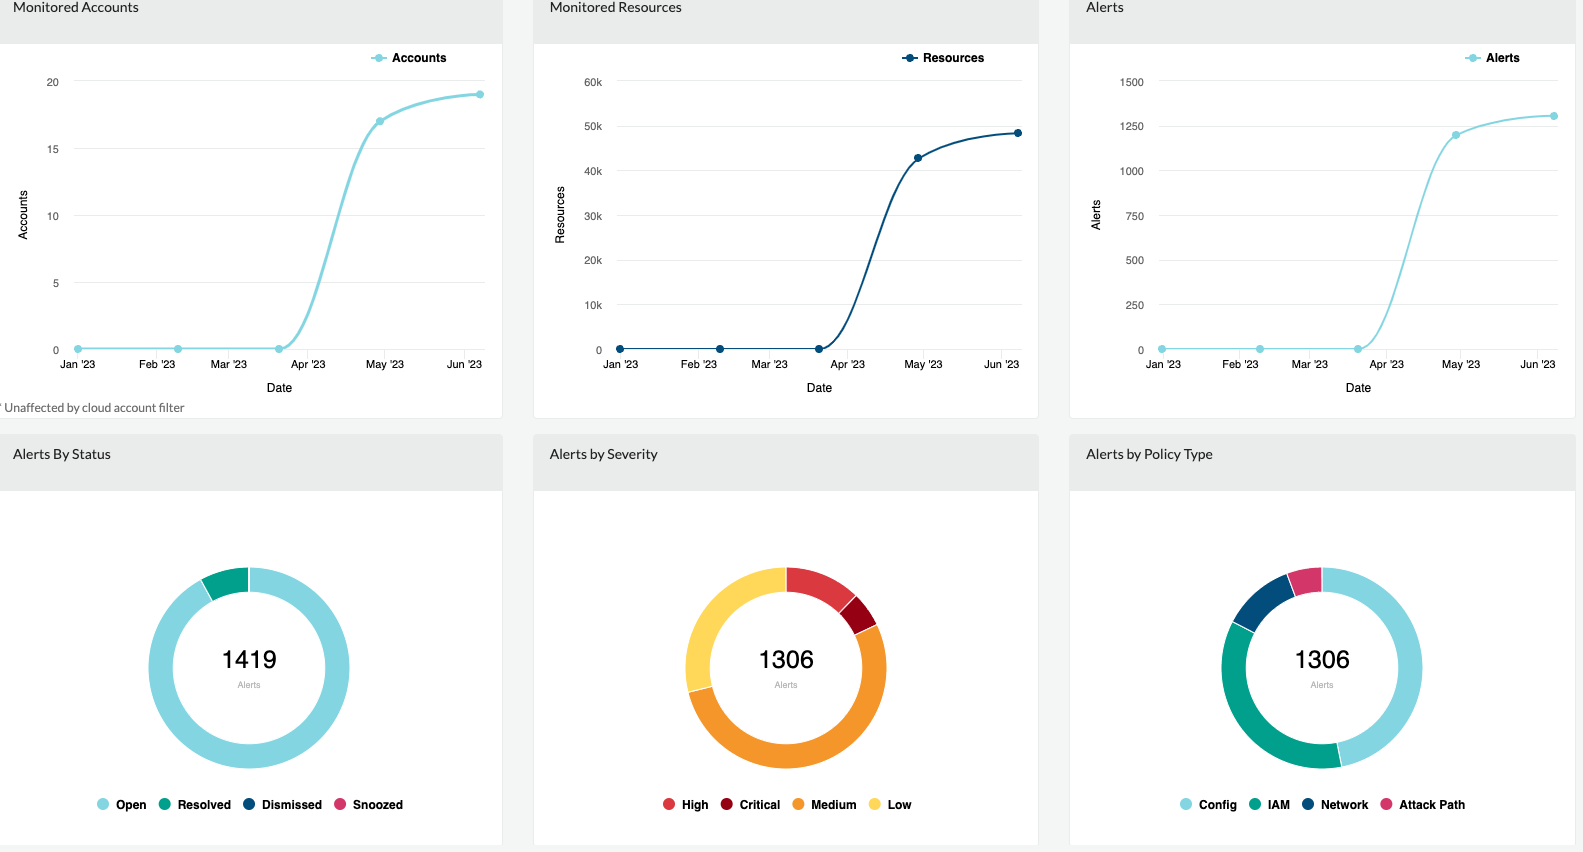 Monitored Accounts
Accounts
20
15
10
5
0
Accounts
Jan '23 Feb '23 Mar '23 Apr '23 May '23 Jun '23
Date
* Unaffected by cloud account filter
Monitored Resources
Resources
60k
50k
40k
30k
20k
10k
0
Resources
Jan '23 Feb '23 Mar '23 Apr '23 May '23 Jun '23
Date
Alerts
Alerts
1500
1250
1000
750
500
250
0
Alerts
Jan '23 Feb '23 Mar '23 Apr '23 May '23 Jun '23
Date
Alerts By Status
1419
Alerts
Open Resolved Dismissed Snoozed
Alerts by Severity
1306
Alerts
High Critical Medium Low
Alerts by Policy Type
1306
Alerts
Config IAM Network Attack Path